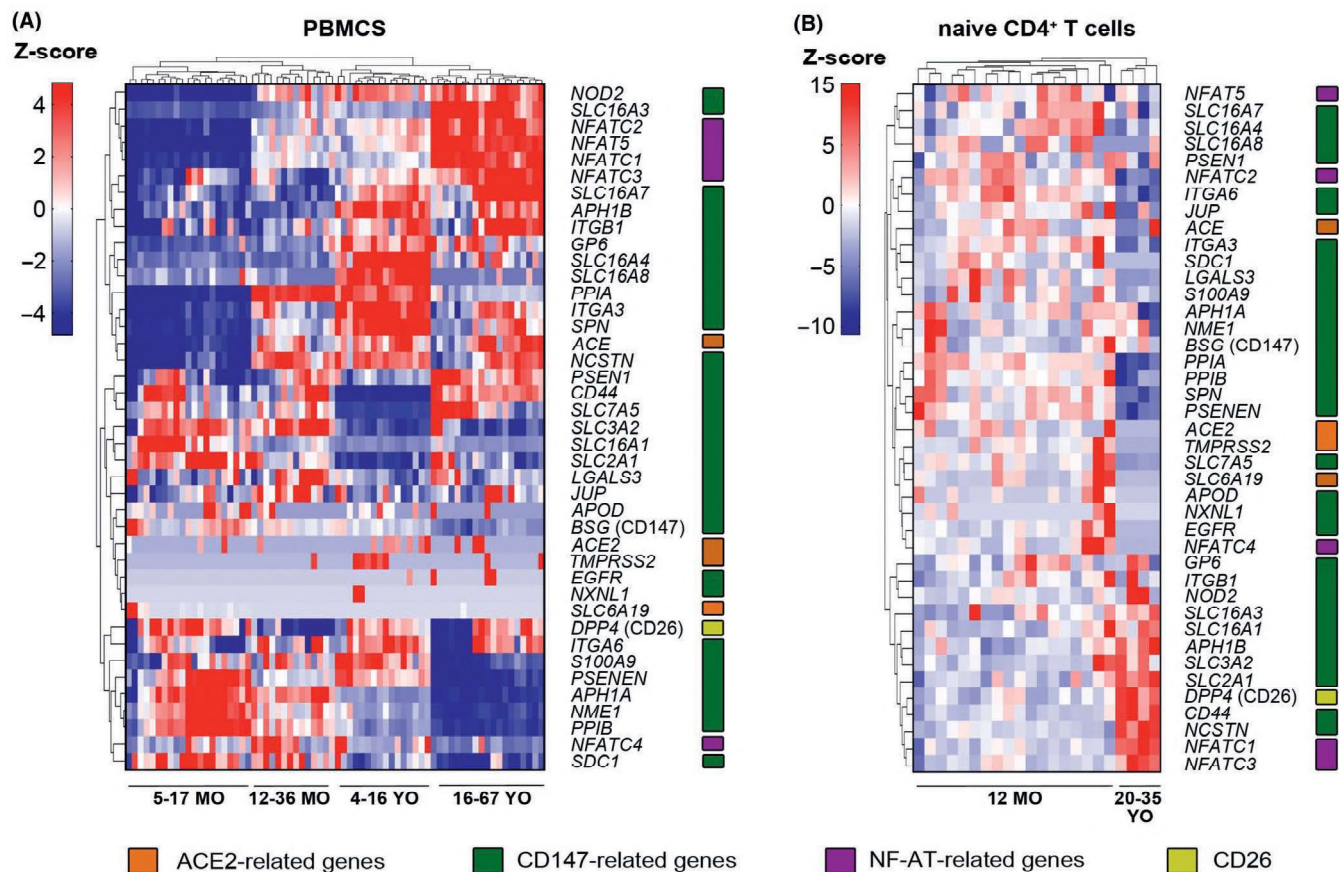 (A)
PBMCS
Z-score
4
2
0
−2
−4
NOD2
SLC16A3
NFATC2
NFAT5
NFATC1
NFATC3
SLC16A7
APH1B
ITGB1
GP6
SLC16A4
SLC16A8
PPIA
ITGA3
SPN
ACE
NCSTN
PSEN1
CD44
SLC7A5
SLC3A2
SLC16A1
SLC2A1
LGALS3
JUP
APOD
BSG (CD147)
ACE2
TMPRSS2
EGFR
NXNL1
SLC6A19
DPP4 (CD26)
ITGA6
S100A9
PSENEN
APH1A
NME1
PPIB
NFATC4
SDC1
5-17 MO 12-36 MO 4-16 YO 16-67 YO
(B)
naive CD4⁺ T cells
Z-score
15
5
0
−5
−10
NFAT5
SLC16A7
SLC16A4
SLC16A8
PSEN1
NFATC2
ITGA6
JUP
ACE
ITGA3
SDC1
LGALS3
S100A9
APH1A
NME1
BSG (CD147)
PPIA
PPIB
SPN
PSENEN
ACE2
TMPRSS2
SLC7A5
SLC6A19
APOD
NXNL1
EGFR
NFATC4
GP6
ITGB1
NOD2
SLC16A3
SLC16A1
APH1B
SLC3A2
SLC2A1
DPP4 (CD26)
CD44
NCSTN
NFATC1
NFATC3
12 MO 20-35
YO
ACE2-related genes CD147-related genes NF-AT-related genes CD26